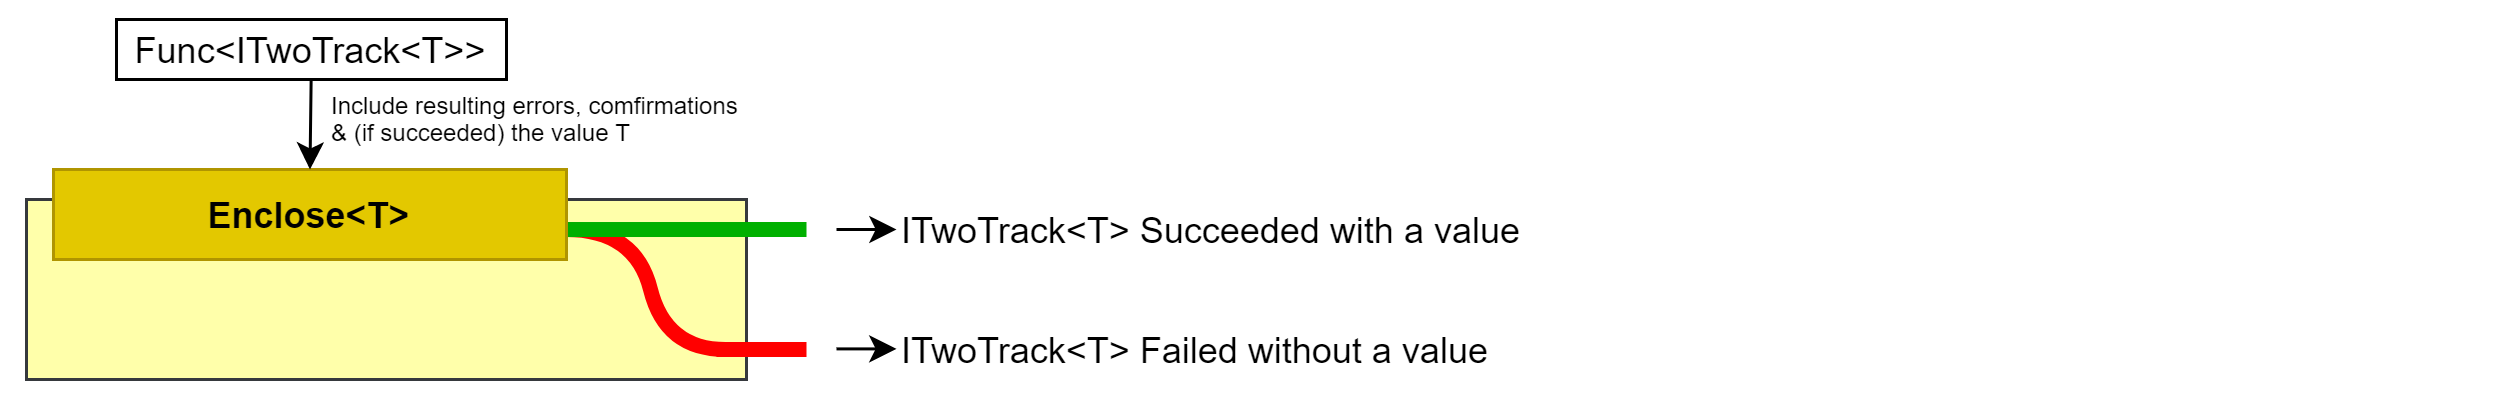 Func<ITwoTrack<T>>
Include resulting errors, comfirmations
& (if succeeded) the value T
Enclose<T>
ITwoTrack<T> Succeeded with a value
ITwoTrack<T> Failed without a value